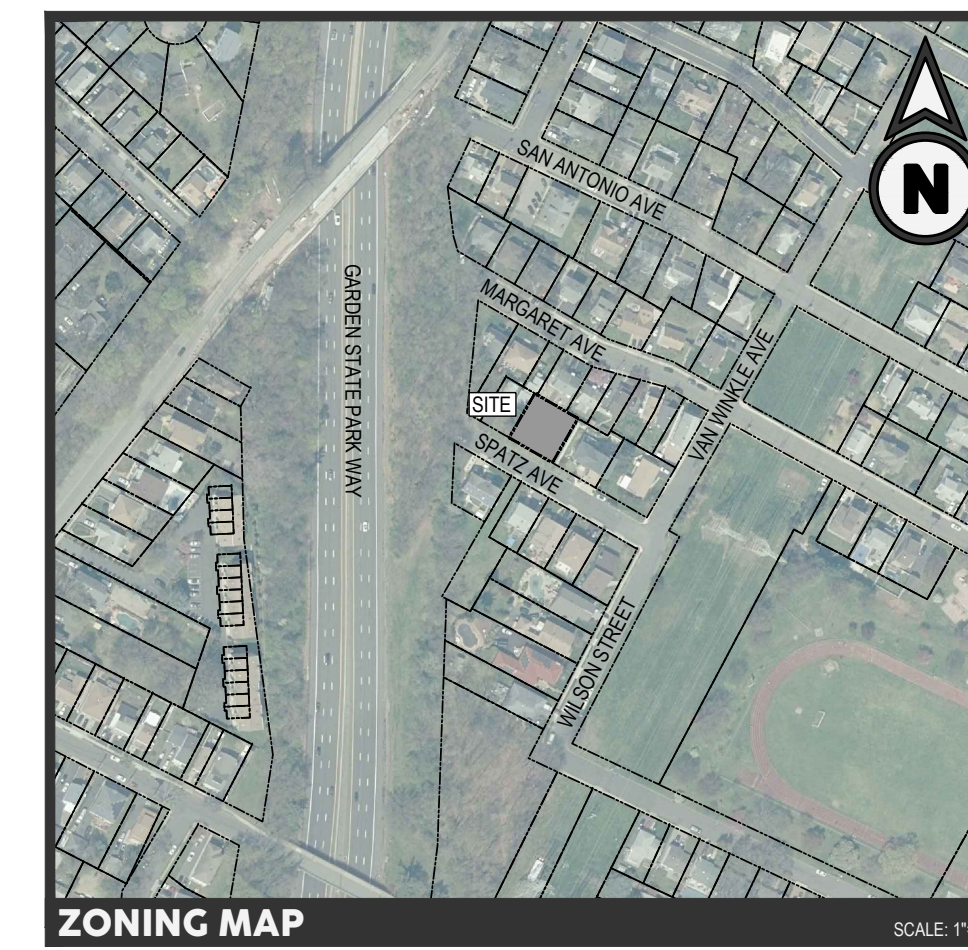 N
SAN ANTONIO AVE
GARDEN STATE PARK WAY
MARGARET AVE
VAN WINKLE AVE
SITE
SPATZ AVE
WILSON STREET
ZONING MAP
SCALE: 1"